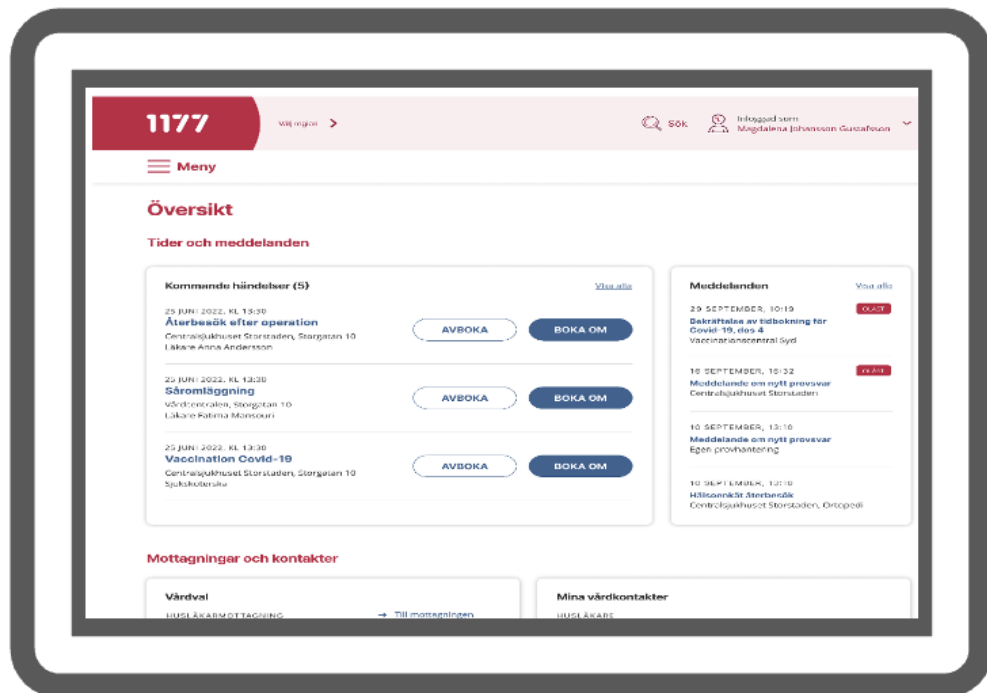 1177
Välj region
Sök
Inloggad som
Magdalena Johansson Gustafsson
Meny
Översikt
Tider och meddelanden
Kommande händelser (5)
Visa alla
25 JUNI 2022, KL 13:30
Återbesök efter operation
Centralsjukhuset Storstaden, Storgatan 10
Läkare Anna Andersson
AVBOKA
BOKA OM
25 JUNI 2022, KL 13:30
Såromläggning
Vårdcentralen, Storgatan 10
Läkare Fatima Mansouri
AVBOKA
BOKA OM
25 JUNI 2022, KL 13:30
Vaccination Covid-19
Centralsjukhuset Storstaden, Storgatan 10
Sjuksköterska
AVBOKA
BOKA OM
Meddelanden
Visa alla
29 SEPTEMBER, 10:19
OLÄST
Bekräftelse av tidbokning för
Covid-19, dos 4
Vaccinationscentral Syd
16 SEPTEMBER, 16:32
OLÄST
Meddelande om nytt provsvar
Centralsjukhuset Storstaden
10 SEPTEMBER, 13:10
Meddelande om nytt provsvar
Egen provhantering
10 SEPTEMBER, 13:10
Hälsoenkät återbesök
Centralsjukhuset Storstaden, Ortopedi
Mottagningar och kontakter
Vårdval
HUSLÄKARMOTTAGNING
Till mottagningen
Mina vårdkontakter
HUSLÄKARE